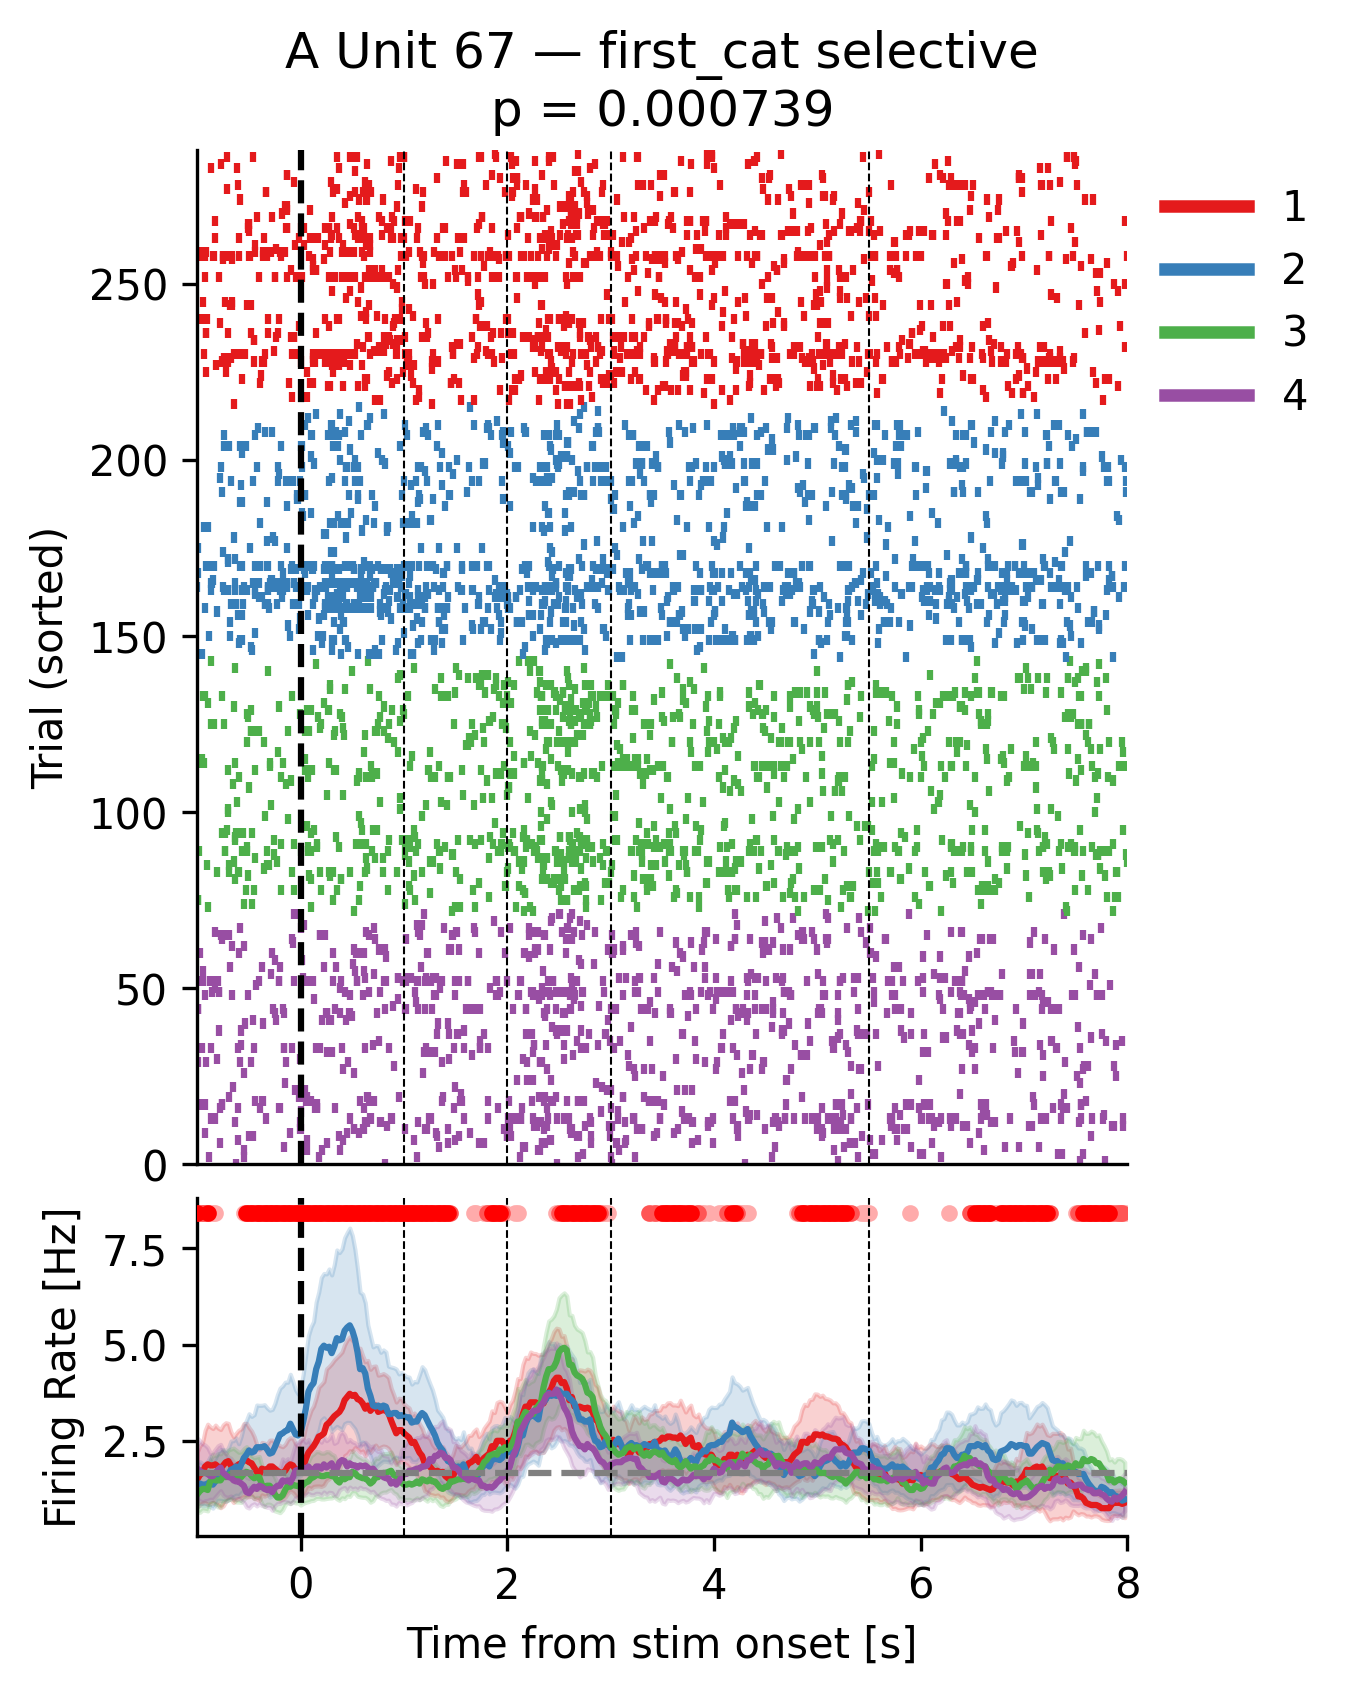 A Unit 67 — first_cat selective
p = 0.000739
1
2
3
4
Trial (sorted)
250
200
150
100
50
0
Firing Rate [Hz]
7.5
5.0
2.5
0 2 4 6 8
Time from stim onset [s]